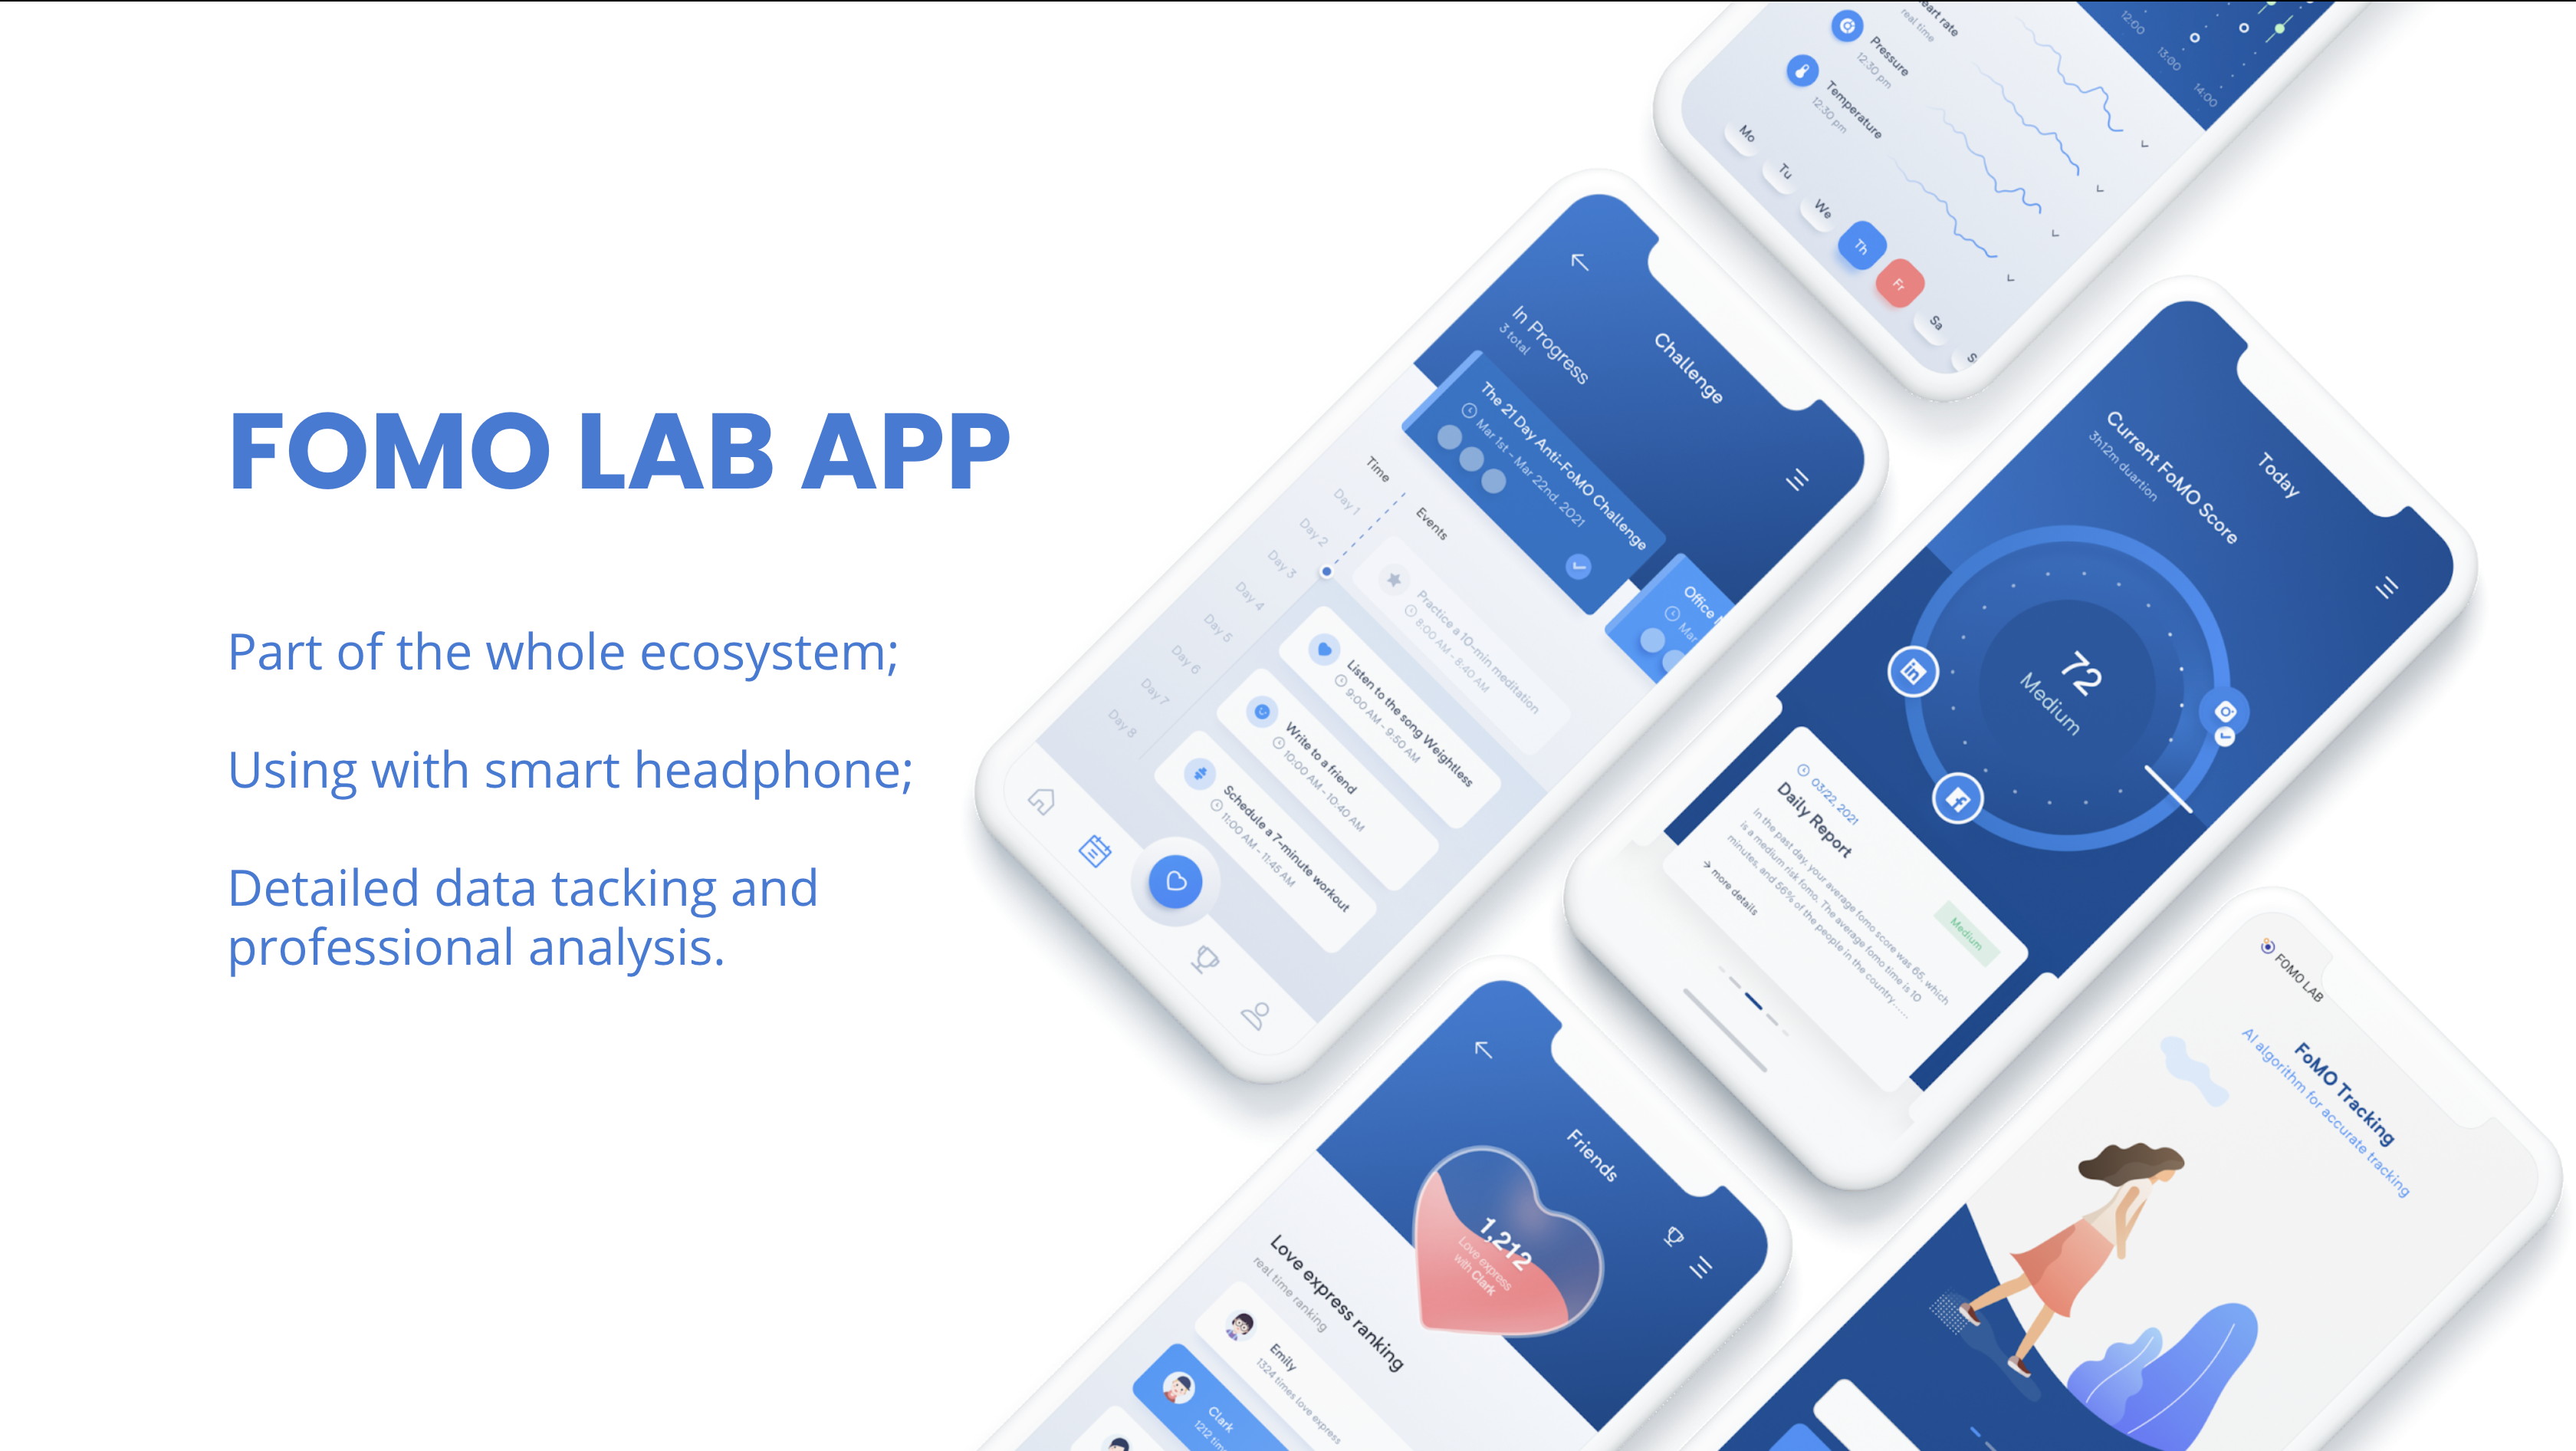 FOMO LAB APP
Part of the whole ecosystem;
Using with smart headphone;
Detailed data tacking and
professional analysis.
eart rate
real time
Pressure
12:30 pm
Temperature
12:30 pm
Mo
Tu
We
Th
Fr
Sa
12:00
13:00
14:00
Challenge
In Progress
3 total
The 21 Day Anti-FoMO Challenge
Mar 1st - Mar 22nd, 2021
Office
Mar
Time
Events
Day 1
Day 2
Day 3
Day 4
Day 5
Day 6
Day 7
Day 8
Practice a 10-min meditation
8:00 AM - 8:40 AM
Listen to the song Weightless
9:00 AM - 9:50 AM
Write to a friend
10:00 AM - 10:40 AM
Schedule a 7-minute workout
11:00 AM - 11:45 AM
Today
Current FoMO Score
3h12m duartion
72
Medium
03/22, 2021
Daily Report
Medium
In the past day, your average fomo score was 65, which
is a medium risk fomo. The average fomo time is 10
minutes, and 56% of the people in the country......
more details
Friends
1,212
Love express
with Clark
Love express ranking
real time ranking
Emily
1324 times love express
Clark
1212 tim
FOMO LAB
FoMO Tracking
AI algorithm for accurate tracking